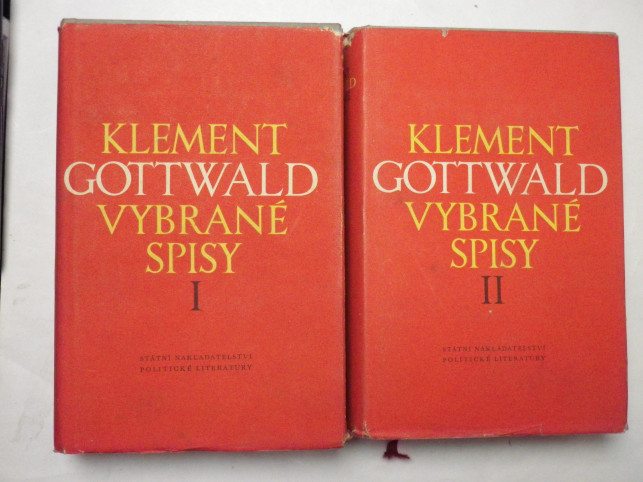 KLEMENT
GOTTWALD
VYBRANÉ
SPISY
I
STÁTNÍ NAKLADATELSTVÍ
POLITICKÉ LITERATURY
KLEMENT
GOTTWALD
VYBRANÉ
SPISY
II
STÁTNÍ NAKLADATELSTVÍ
POLITICKÉ LITERATURY